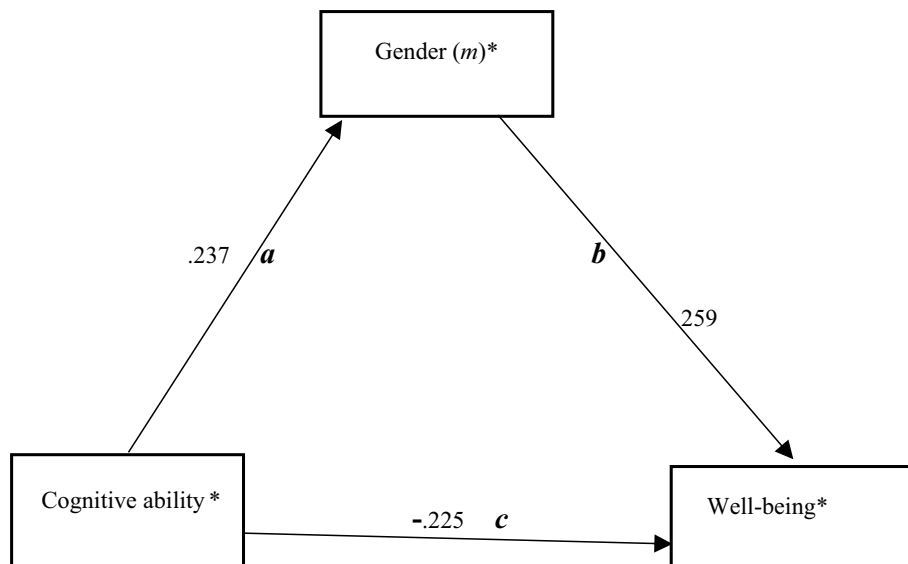 Gender (m)*
.237 a
b
.259
Cognitive ability *
-.225 c
Well-being*